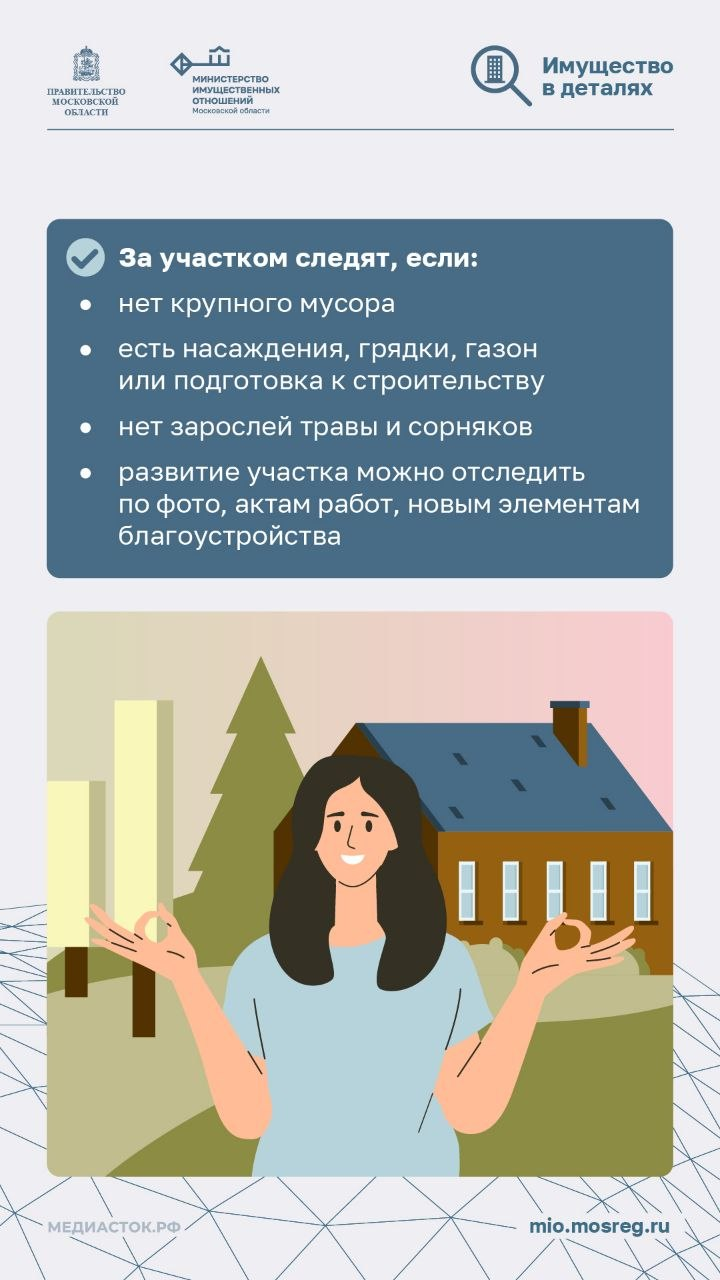 ПРАВИТЕЛЬСТВО
МОСКОВСКОЙ
ОБЛАСТИ
МИНИСТЕРСТВО
ИМУЩЕСТВЕННЫХ
ОТНОШЕНИЙ
Московской области
Имущество
в деталях
За участком следят, если:
• нет крупного мусора
• есть насаждения, грядки, газон
или подготовка к строительству
• нет зарослей травы и сорняков
• развитие участка можно отследить
по фото, актам работ, новым элементам
благоустройства
МЕДИАСТОК.РФ
mio.mosreg.ru